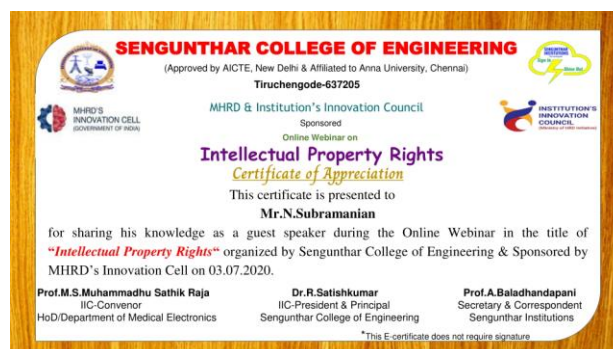 SENGUNTHAR COLLEGE OF ENGINEERING
(Approved by AICTE, New Delhi & Affiliated to Anna University, Chennai)
Tiruchengode-637205
MHRD'S
INNOVATION CELL
(GOVERNMENT OF INDIA)
MHRD & Institution's Innovation Council
Sponsored
Online Webinar on
INSTITUTION'S
INNOVATION
COUNCIL
(Ministry of HRD Initiative)
Intellectual Property Rights
Certificate of Appreciation
This certificate is presented to
Mr.N.Subramanian
for sharing his knowledge as a guest speaker during the Online Webinar in the title of
“Intellectual Property Rights“ organized by Sengunthar College of Engineering & Sponsored by
MHRD's Innovation Cell on 03.07.2020.
Prof.M.S.Muhammadhu Sathik Raja
IIC-Convenor
HoD/Department of Medical Electronics
Dr.R.Satishkumar
IIC-President & Principal
Sengunthar College of Engineering
Prof.A.Baladhandapani
Secretary & Correspondent
Sengunthar Institutions
*This E-certificate does not require signature